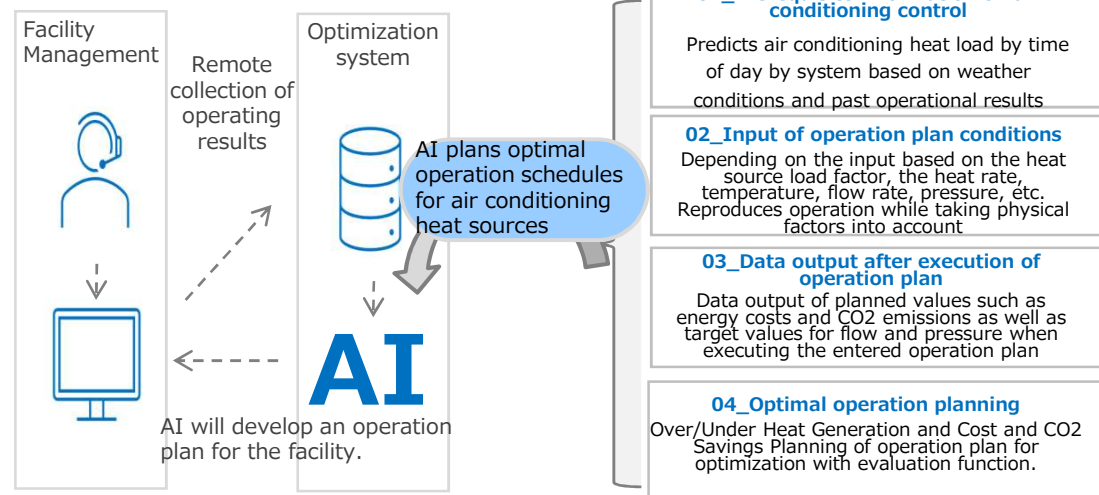 Facility
Management
Remote
collection of
operating
results
Optimization
system
AI plans optimal
operation schedules
for air conditioning
heat sources
AI
AI will develop an operation
plan for the facility.
conditioning control
Predicts air conditioning heat load by time
of day by system based on weather
conditions and past operational results
02_Input of operation plan conditions
Depending on the input based on the heat
source load factor, the heat rate,
temperature, flow rate, pressure, etc.
Reproduces operation while taking physical
factors into account
03_Data output after execution of
operation plan
Data output of planned values such as
energy costs and CO2 emissions as well as
target values for flow and pressure when
executing the entered operation plan
04_Optimal operation planning
Over/Under Heat Generation and Cost and CO2
Savings Planning of operation plan for
optimization with evaluation function.